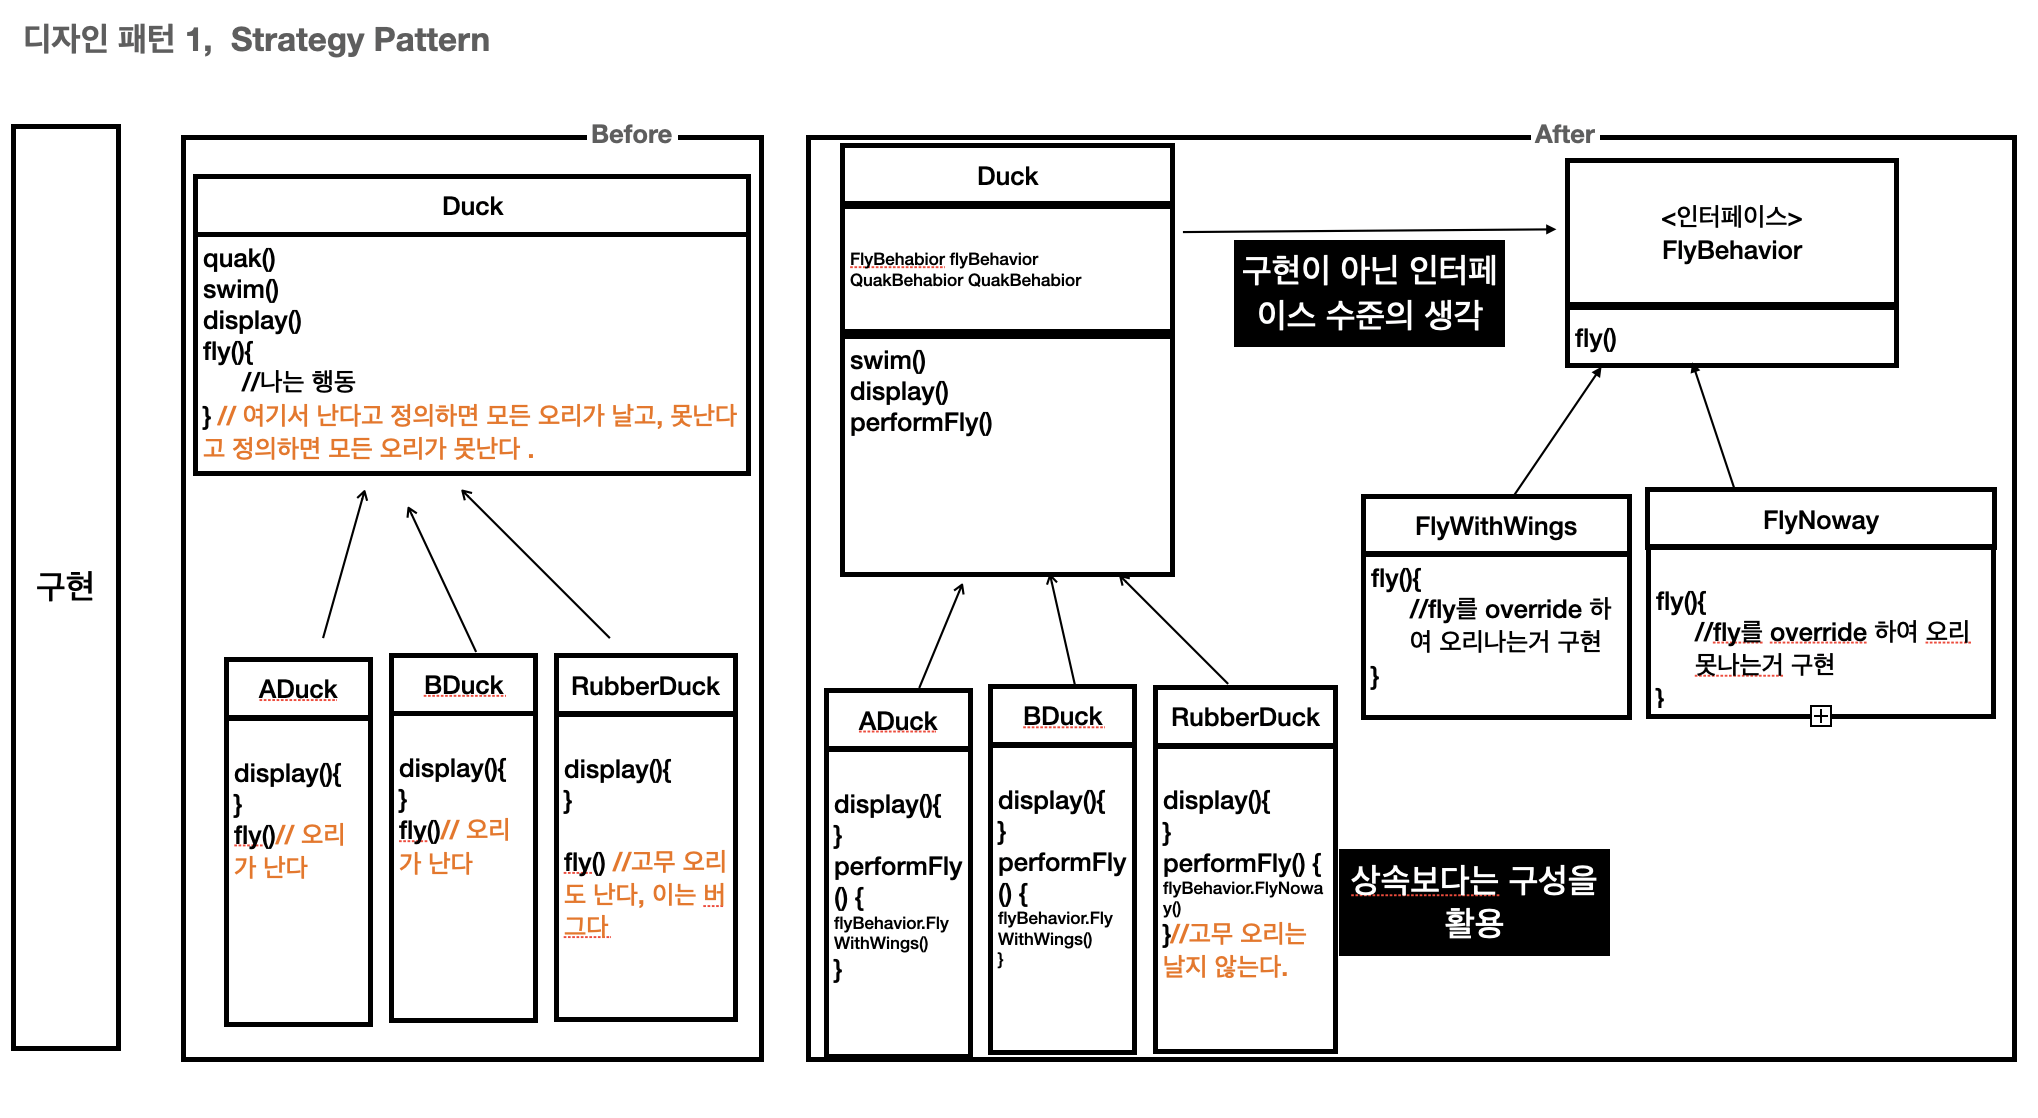 디자인 패턴 1,  Strategy Pattern
구현
Before
Duck
quak()
swim()
display()
fly(){
//나는 행동
} // 여기서 난다고 정의하면 모든 오리가 날고, 못난다
고 정의하면 모든 오리가 못난다 .
ADuck
display(){
}
fly()// 오리
가 난다
BDuck
display(){
}
fly()// 오리
가 난다
RubberDuck
display(){
}
fly() //고무 오리
도 난다, 이는 버
그다
After
Duck
FlyBehabior flyBehavior
QuakBehabior QuakBehabior
swim()
display()
performFly()
구현이 아닌 인터페
이스 수준의 생각
<인터페이스>
FlyBehavior
fly()
FlyWithWings
fly(){
//fly를 override 하
여 오리나는거 구현
}
FlyNoway
fly(){
//fly를 override 하여 오리
못나는거 구현
}
ADuck
display(){
}
performFly
() {
flyBehavior.Fly
WithWings()
}
BDuck
display(){
}
performFly
() {
flyBehavior.Fly
WithWings()
}
RubberDuck
display(){
}
performFly() {
flyBehavior.FlyNowa
y()
}//고무 오리는
날지 않는다.
상속보다는 구성을
활용